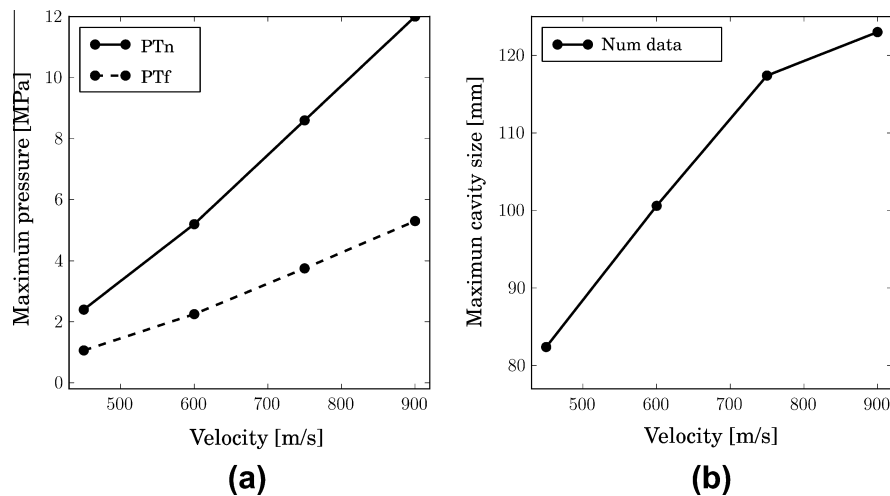 12
10
8
6
4
2
0
Maximun pressure [MPa]
PTn
PTf
500 600 700 800 900
Velocity [m/s]
(a)
120
110
100
90
80
Maximun cavity size [mm]
Num data
500 600 700 800 900
Velocity [m/s]
(b)